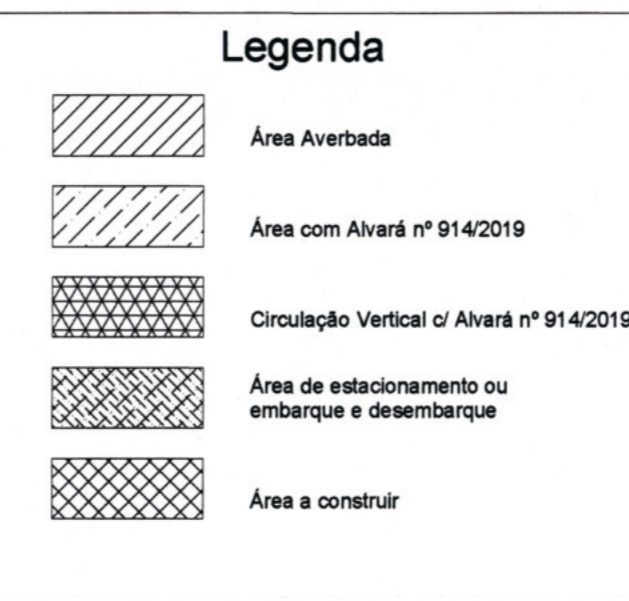 Legenda
Área Averbada
Área com Alvará nº 914/2019
Circulação Vertical c/ Alvará nº 914/2019
Área de estacionamento ou
embarque e desembarque
Área a construir